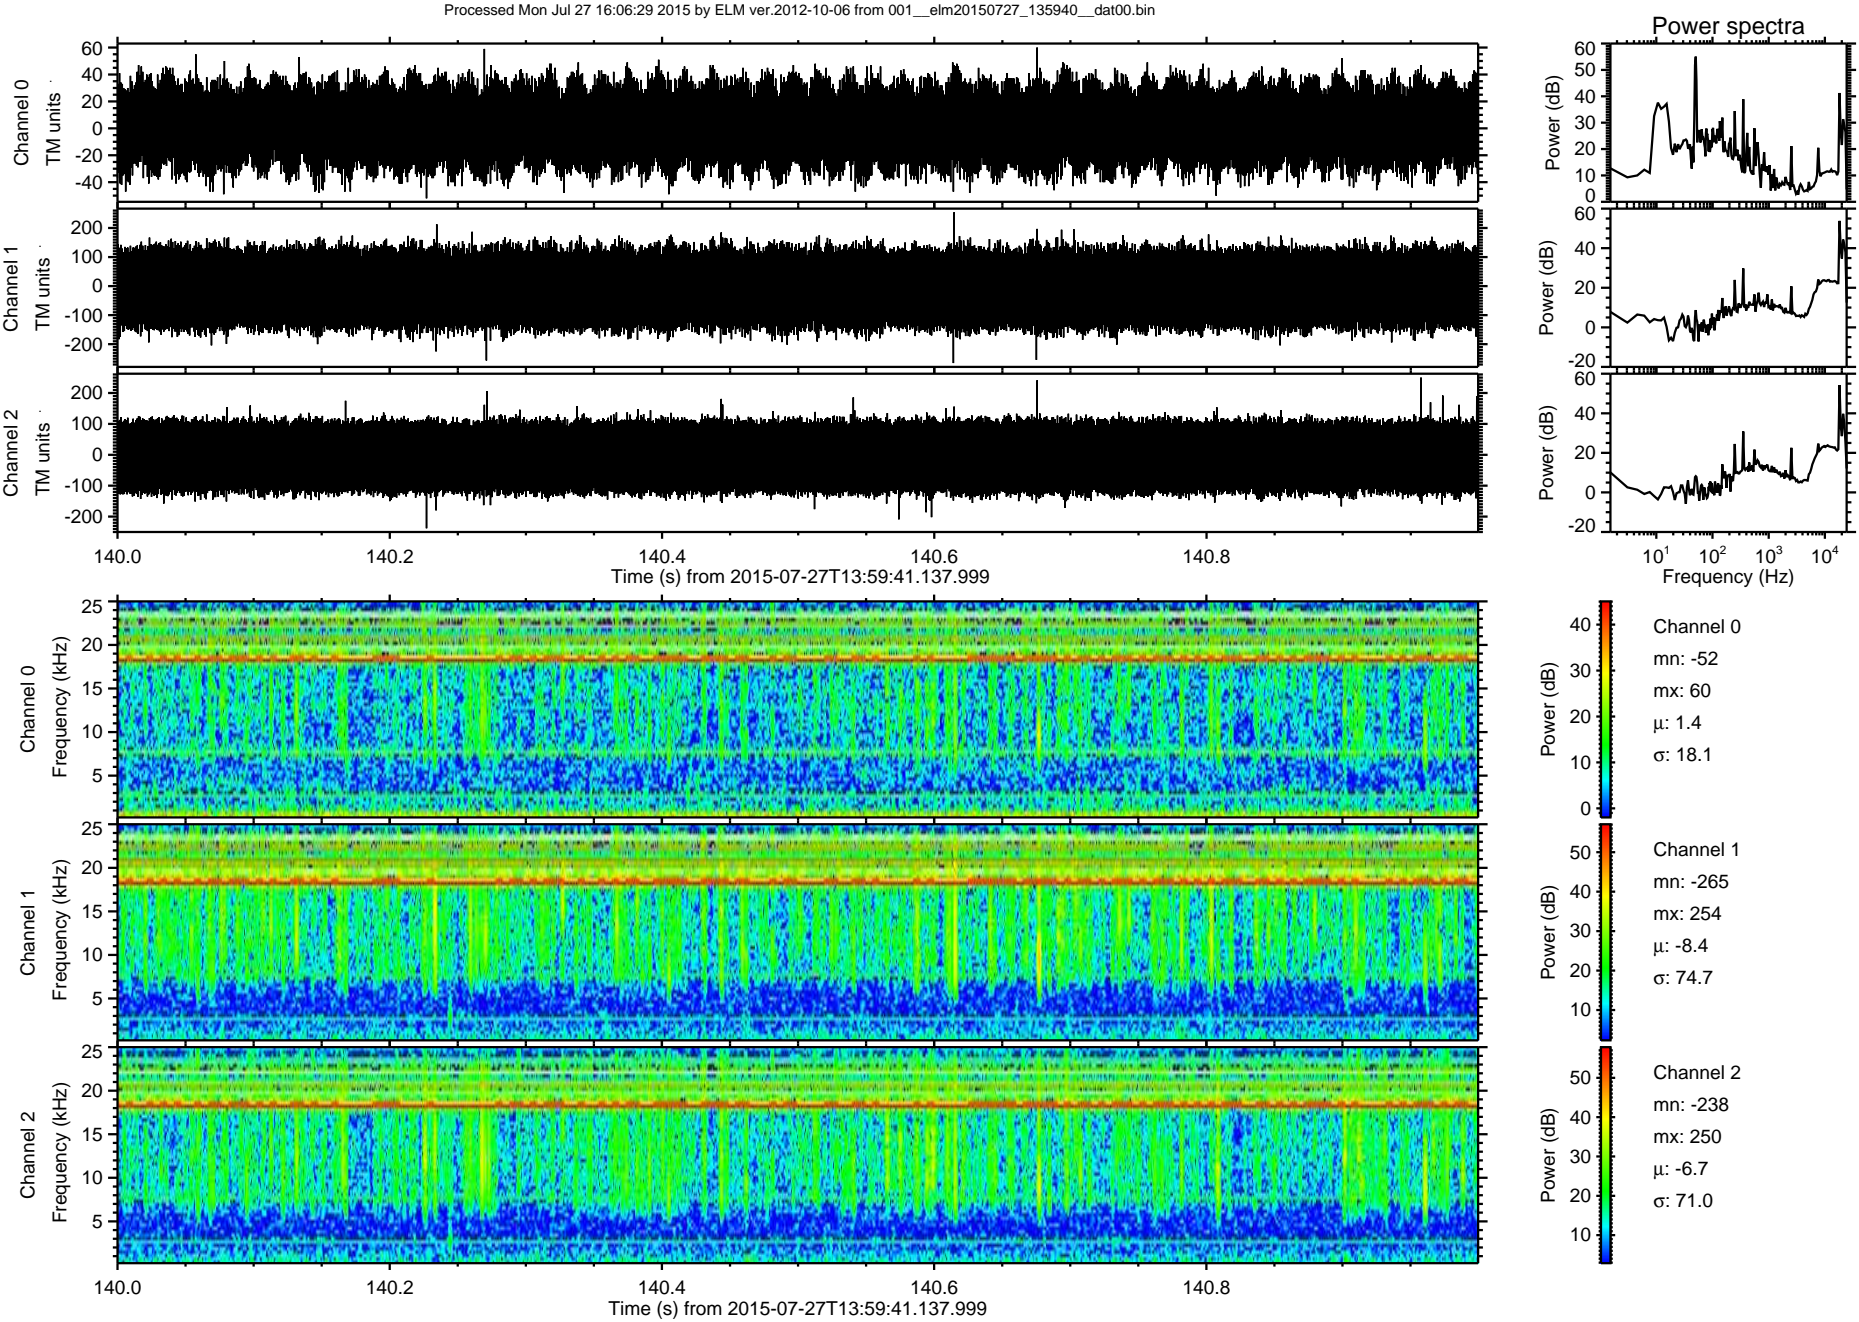 Processed Mon Jul 27 16:06:29 2015 by ELM ver.2012-10-06 from 001__elm20150727_135940__dat00.bin
Power spectra
Channel 0
TM units
60
40
20
0
-20
-40
Power (dB)
60
50
40
30
20
10
0
Channel 1
TM units
200
100
0
-100
-200
Power (dB)
60
40
20
0
-20
Channel 2
TM units
200
100
0
-100
-200
Power (dB)
60
40
20
0
-20
140.0 140.2 140.4 140.6 140.8
Time (s) from 2015-07-27T13:59:41.137.999
10^1 10^2 10^3 10^4
Frequency (Hz)
Channel 0
Frequency (kHz)
25
20
15
10
5
Power (dB)
40
30
20
10
0
Channel 0
mn: -52
mx: 60
μ: 1.4
σ: 18.1
Channel 1
Frequency (kHz)
25
20
15
10
5
Power (dB)
50
40
30
20
10
Channel 1
mn: -265
mx: 254
μ: -8.4
σ: 74.7
Channel 2
Frequency (kHz)
25
20
15
10
5
Power (dB)
50
40
30
20
10
Channel 2
mn: -238
mx: 250
μ: -6.7
σ: 71.0
140.0 140.2 140.4 140.6 140.8
Time (s) from 2015-07-27T13:59:41.137.999